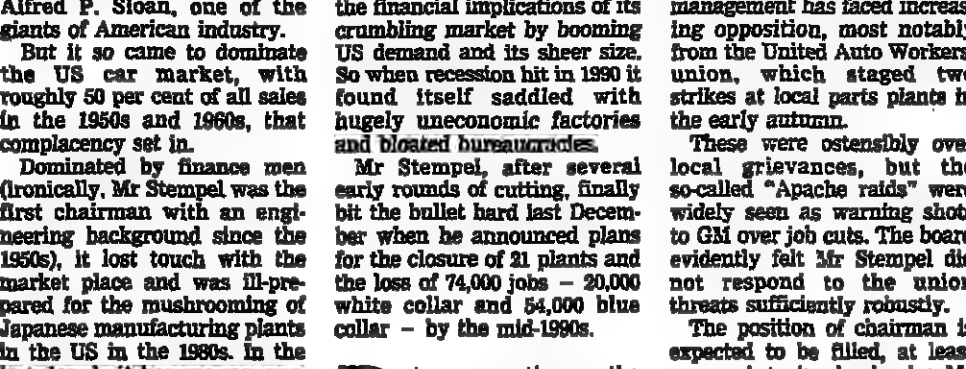 Alfred P. Sloan, one of the
giants of American industry.
But it so came to dominate
the US car market, with
roughly 50 per cent of all sales
in the 1950s and 1960s, that
complacency set in.
Dominated by finance men
(ironically, Mr Stempel was the
first chairman with an engi-
neering background since the
1950s), it lost touch with the
market place and was ill-pre-
pared for the mushrooming of
Japanese manufacturing plants
in the US in the 1980s. In the
the financial implications of its
crumbling market by booming
US demand and its sheer size.
So when recession hit in 1990 it
found itself saddled with
hugely uneconomic factories
and bloated bureaucracies.
Mr Stempel, after several
early rounds of cutting, finally
bit the bullet hard last Decem-
ber when he announced plans
for the closure of 21 plants and
the loss of 74,000 jobs – 20,000
white collar and 54,000 blue
collar – by the mid-1990s.
management has faced increas
ing opposition, most notably
from the United Auto Workers
union, which staged two
strikes at local parts plants in
the early autumn.
These were ostensibly over
local grievances, but the
so-called "Apache raids" were
widely seen as warning shots
to GM over job cuts. The board
evidently felt Mr Stempel did
not respond to the union
threats sufficiently robustly.
The position of chairman is
expected to be filled, at least